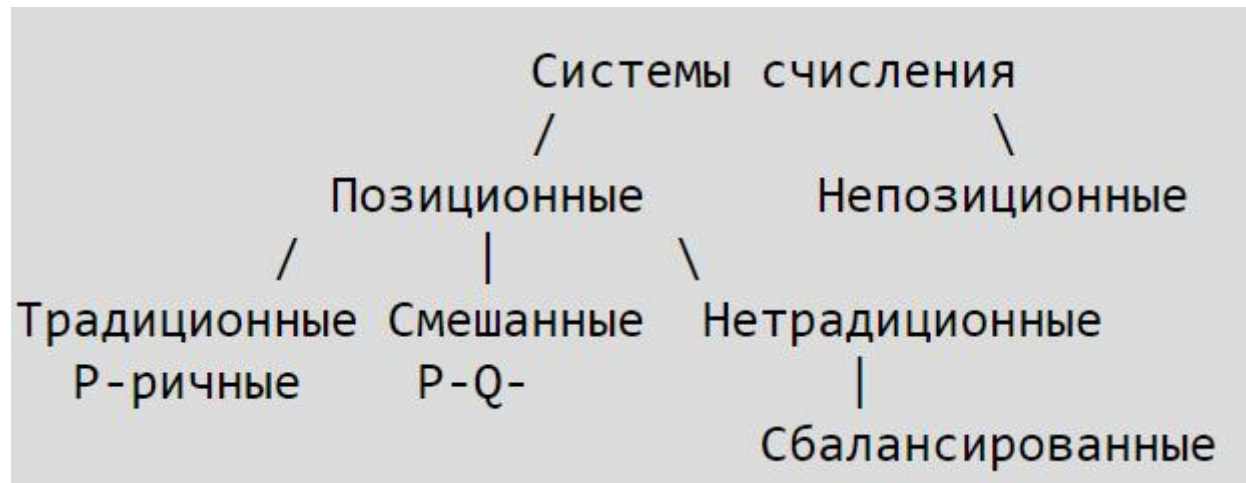 Системы счисления
/ \
Позиционные Непозиционные
/ | \
Традиционные Смешанные Нетрадиционные
P-ричные P-Q- |
Сбалансированные